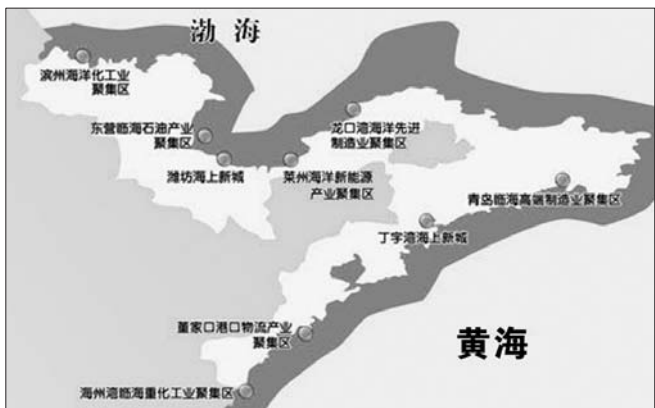 渤海
滨州海洋化工业
聚集区
东营临海石油产业
聚集区
潍坊海上新城
龙口湾海洋先进
制造业聚集区
莱州海洋新能源
产业聚集区
青岛临海高端制造业聚集区
丁字湾海上新城
董家口港口物流产业
聚集区
黄海
海州湾临海重化工业聚集区